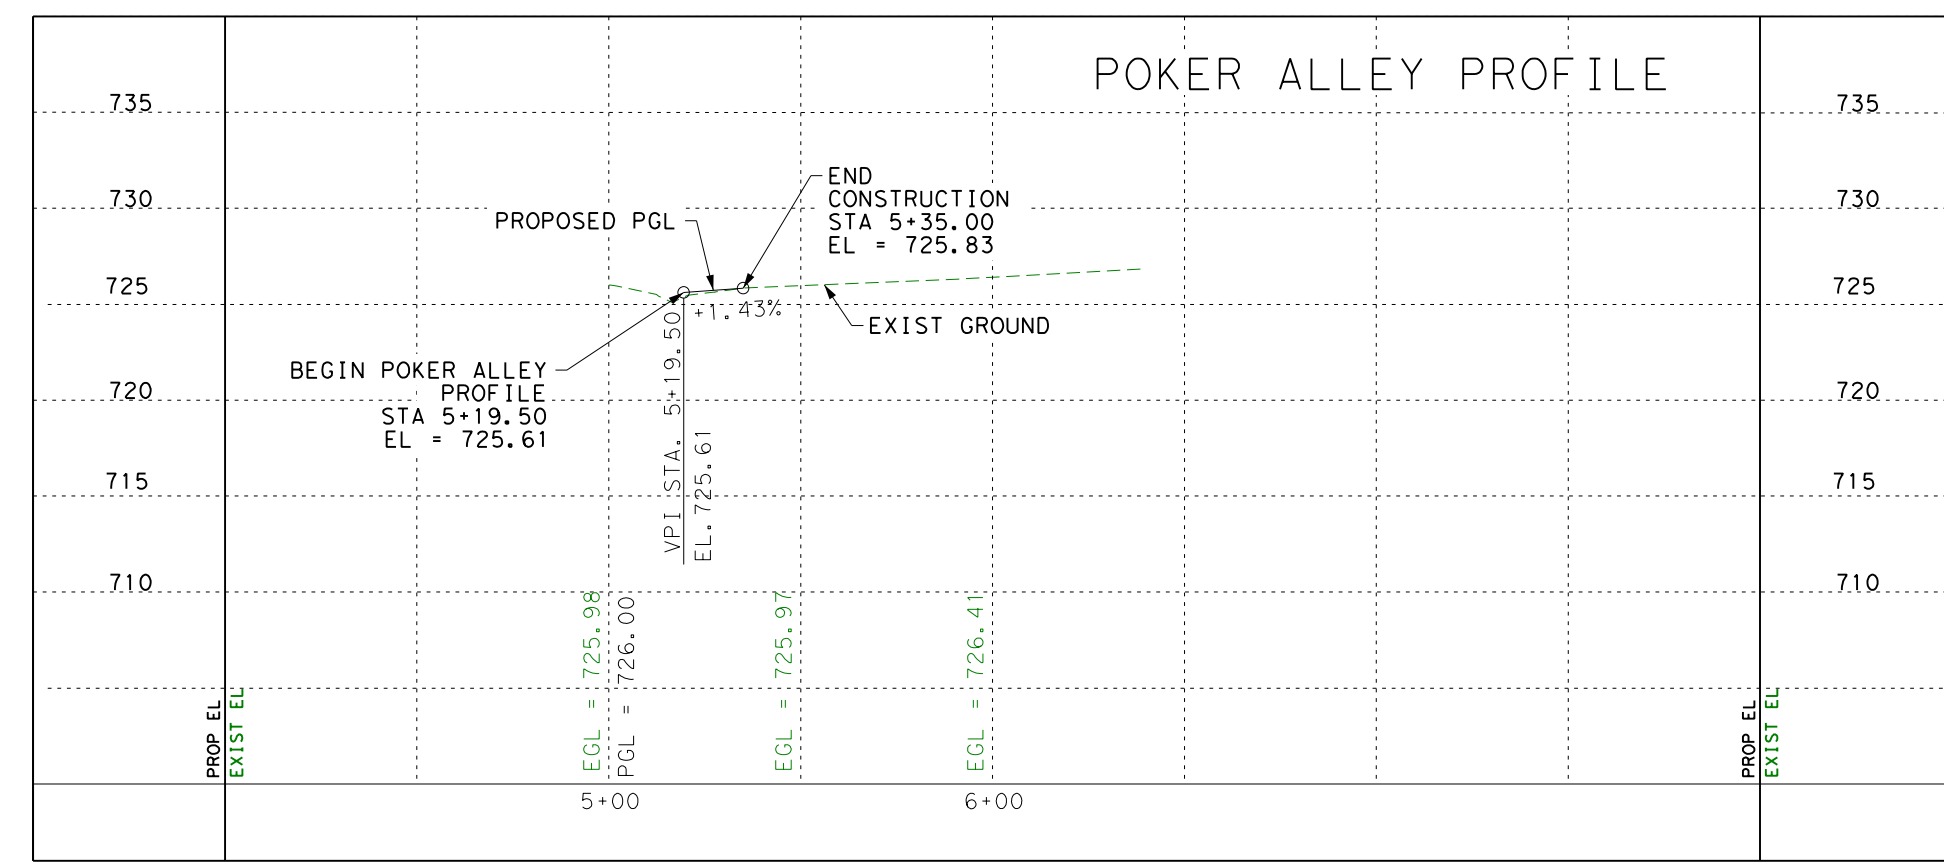 POKER ALLEY PROFILE
735
735
730
730
END
CONSTRUCTION
STA 5+35.00
EL = 725.83
PROPOSED PGL
725
725
+1.43%
EXIST GROUND
BEGIN POKER ALLEY
PROFILE
STA 5+19.50
EL = 725.61
VPI STA. 5+19.50
EL. 725.61
720
720
715
715
710
710
EGL = 725.98
PGL = 726.00
EGL = 725.97
EGL = 726.41
PROP EL
EXIST EL
PROP EL
EXIST EL
5+00
6+00